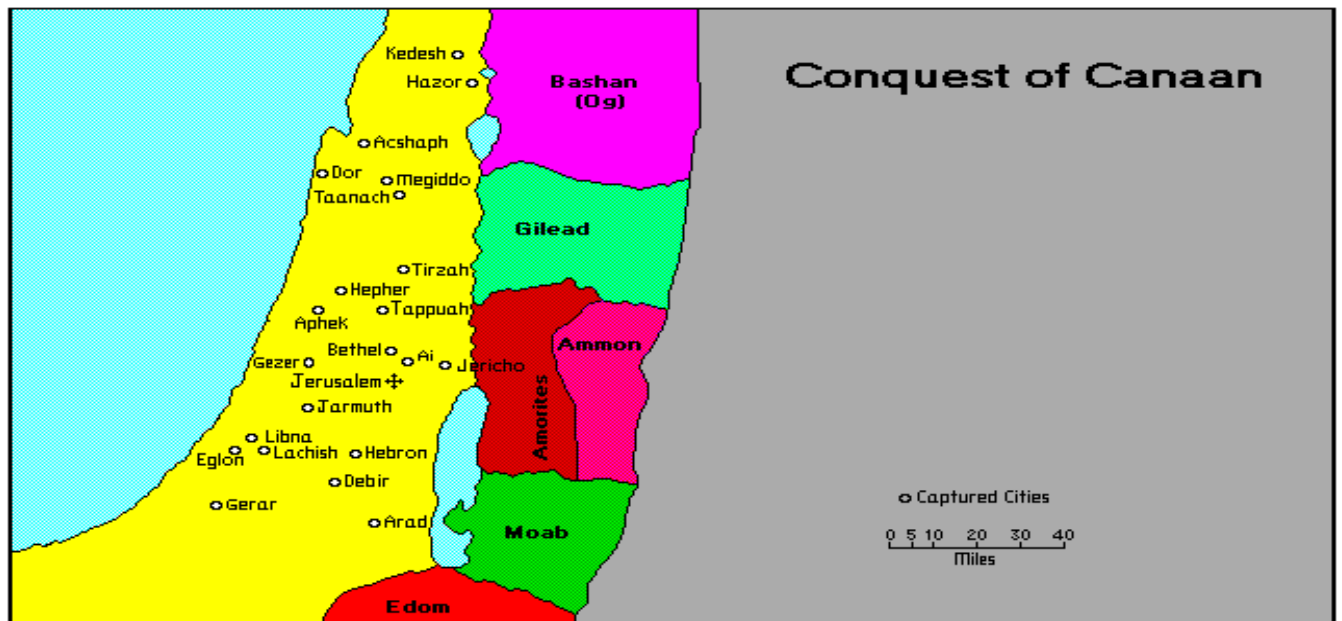 Conquest of Canaan
Kedesh
Hazor
Bashan
(Og)
Acshaph
Dor
Megiddo
Taanach
Gilead
Tirzah
Hepher
Tappuah
Aphek
Bethel
Ai
Gezer
Jericho
Ammon
Jerusalem
Amorites
Jarmuth
Libna
Eglon
Lachish
Hebron
Debir
Gerar
Arad
Moab
Edom
Captured Cities
0 5 10 20 30 40
Miles